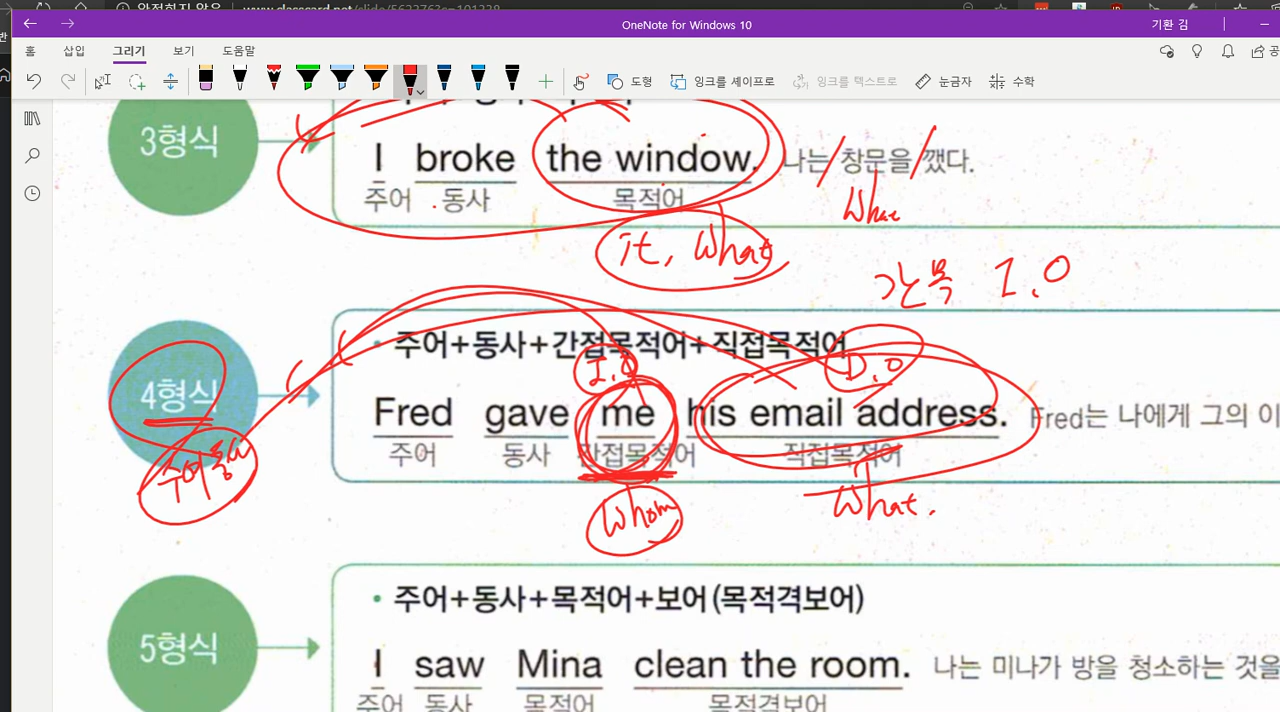 www.classcard.net/slide/563276?c=101238
OneNote for Windows 10
기환 김
홈 삽입 그리기 보기 도움말
도형 잉크를 셰이프로 잉크를 텍스트로 눈금자 수학
3형식
I broke the window. 나는 창문을 깼다.
주어 동사 목적어
What
it, What
간목 I.O
4형식
주어+동사+간접목적어+직접목적어
I.O D.O
Fred gave me his email address. Fred는 나에게 그의 이
주어 동사 간접목적어 직접목적어
Whom What.
5형식
주어+동사+목적어+보어(목적격보어)
I saw Mina clean the room. 나는 미나가 방을 청소하는 것을
주어 동사 목적어 목적격보어